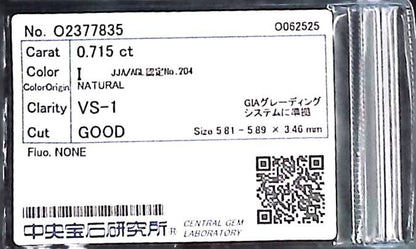 No. O2377835 O062525
Carat 0.715 ct
Color I JJA/AGL認定No.204
ColorOrigin NATURAL
Clarity VS-1 GIAグレーディング
システムに準拠
Cut GOOD Size 5.81 - 5.89 × 3.46 mm
Fluo. NONE
中央宝石研究所® CENTRAL GEM
LABORATORY